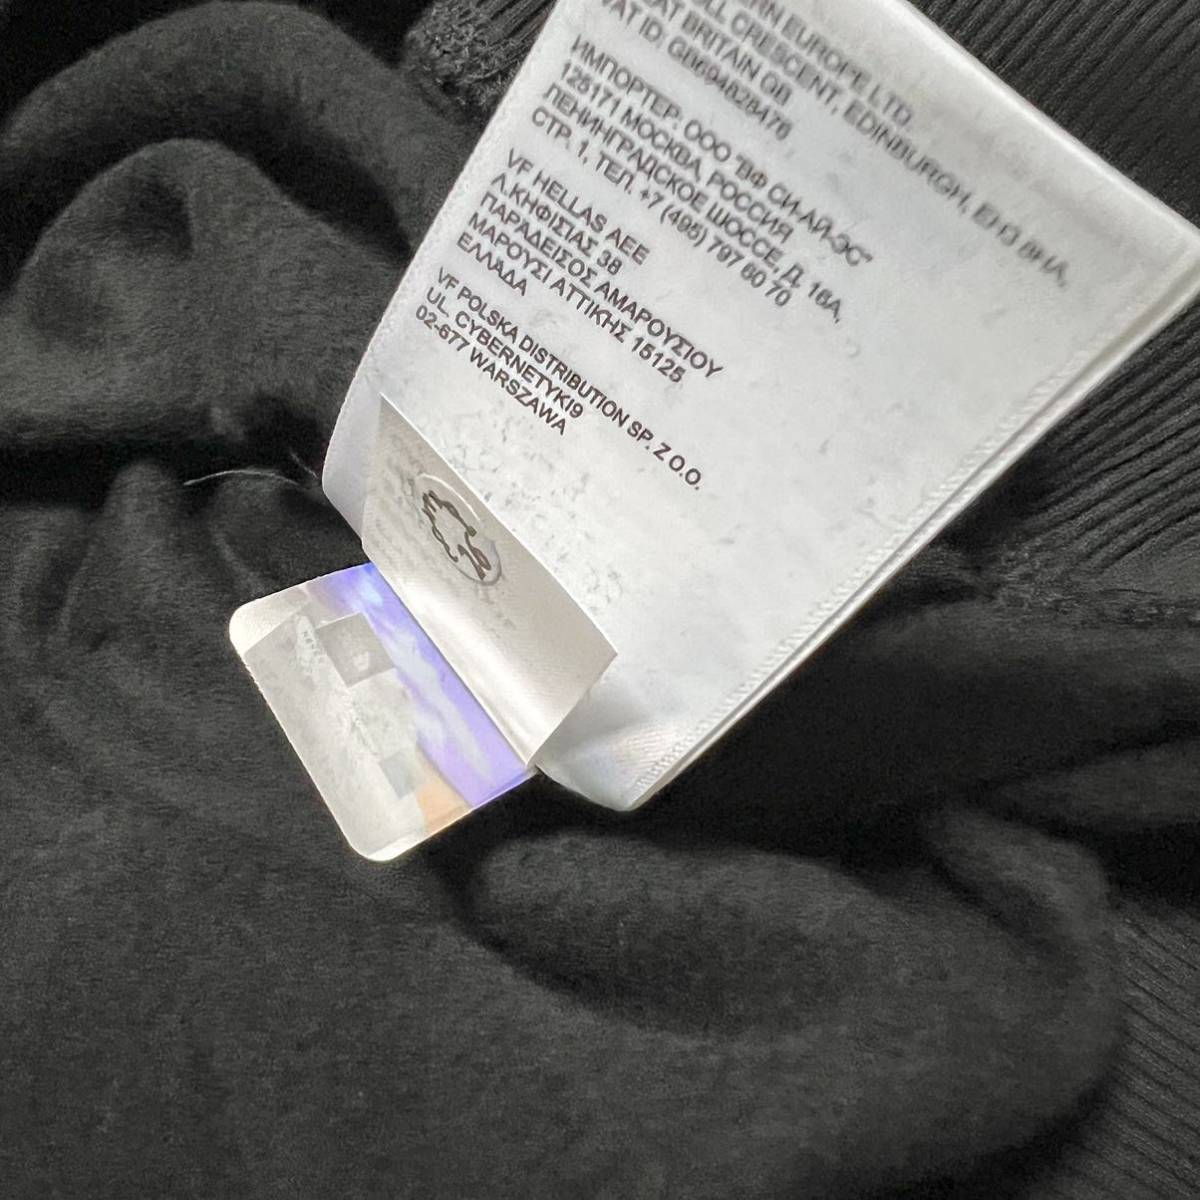 RN EUROPE LTD.
LL CRESCENT, EDINBURGH, EH3 8HA,
AT BRITAIN GB
VAT ID: GB694828476
ИМПОРТЕР: ООО "ВФ СИ-АЙ-ЭС"
125171 МОСКВА, РОССИЯ
ЛЕНИНГРАДСКОЕ ШОССЕ, Д. 16А,
СТР. 1, ТЕЛ. +7 (495) 797 60 70
VF HELLAS AEE
Λ.ΚΗΦΙΣΙΑΣ 38
ΠΑΡΑΔΕΙΣΟΣ ΑΜΑΡΟΥΣΙΟΥ
ΜΑΡΟΥΣΙ ΑΤΤΙΚΗΣ 15125
ΕΛΛΑΔΑ
VF POLSKA DISTRIBUTION SP. Z O.O.
UL. CYBERNETYKI9
02-677 WARSZAWA